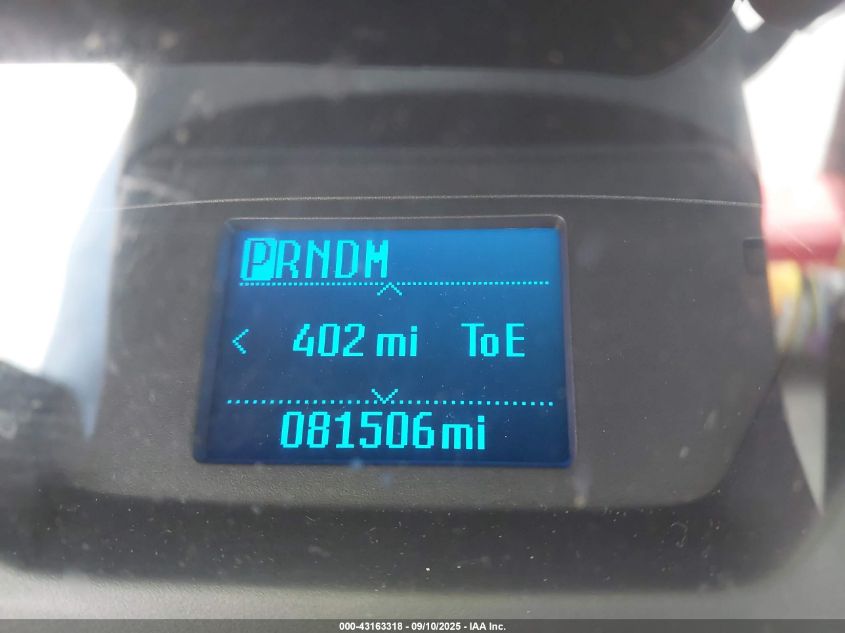 PRNDM
402 mi ToE
081506mi
000-43163318 - 09/10/2025 - IAA Inc.